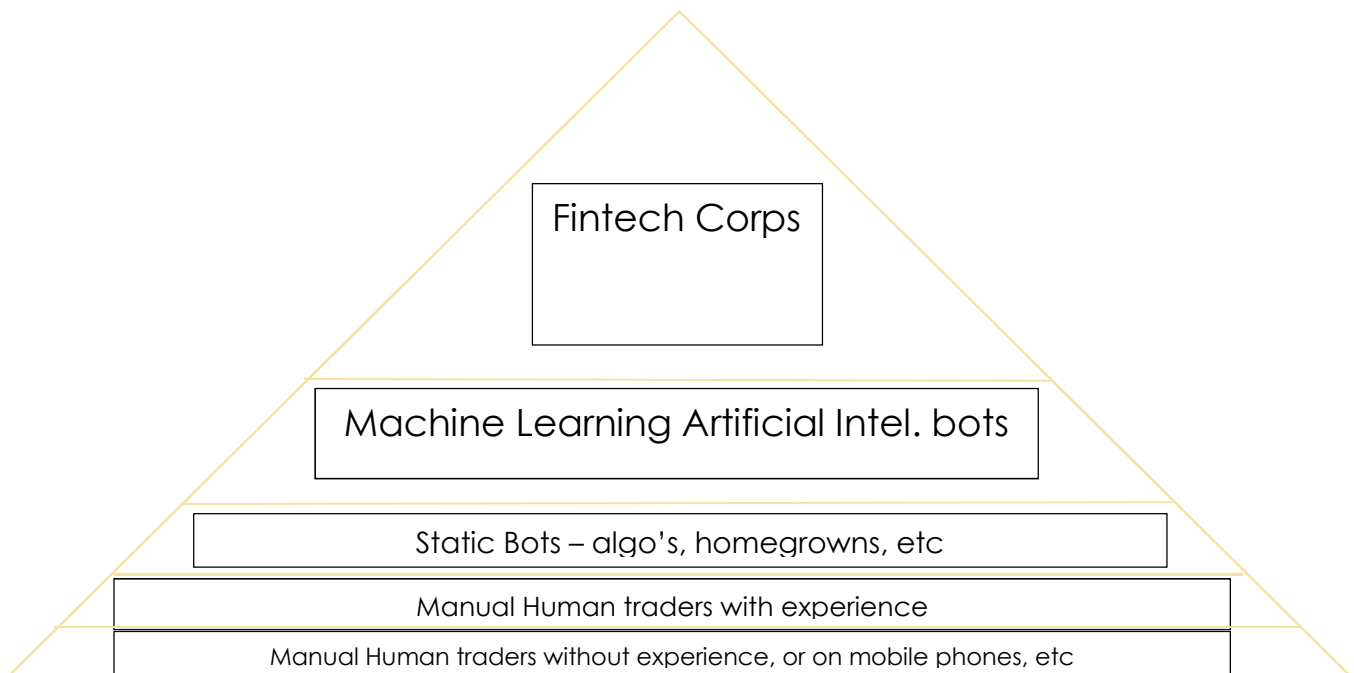 Fintech Corps
Machine Learning Artificial Intel. bots
Static Bots – algo’s, homegrowns, etc
Manual Human traders with experience
Manual Human traders without experience, or on mobile phones, etc